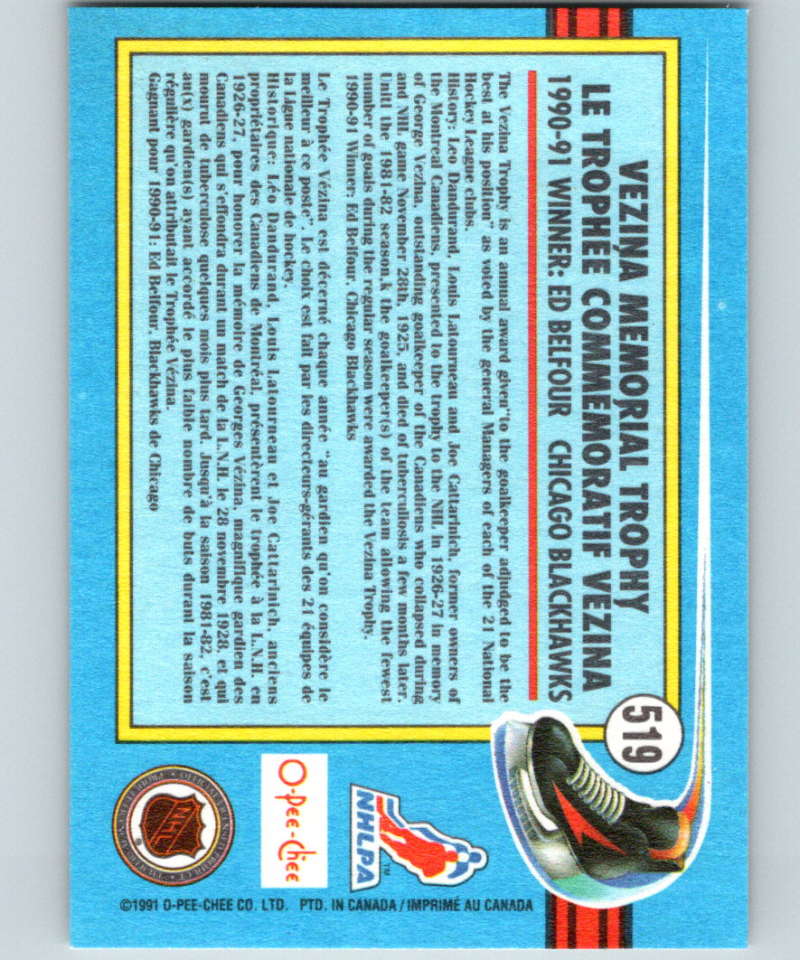 VEZINA MEMORIAL TROPHY
LE TROPHÉE COMMÉMORATIF VÉZINA
1990-91 WINNER: ED BELFOUR CHICAGO BLACKHAWKS
519
The Vezina Trophy is an annual award given "to the goalkeeper adjudged to be the
best at his position" as voted by the general Managers of each of the 21 National
Hockey League clubs.
History: Leo Dandurand, Louis Latourneau and Joe Cattarinich, former owners of
the Montreal Canadiens, presented to the trophy to the NHL in 1926-27 in memory
of George Vezina, outstanding goalkeeper of the Canadiens who collapsed during
and NHL game November 28th, 1925, and died of tuberculiosis a few months later.
Until the 1981-82 season,k the goalkeeper(s) of the team allowing the fewest
number of goals during the regular season were awarded the Vezina Trophy.
1990-91 Winner: Ed Belfour, Chicago Blackhawks
Le Trophée Vézina est décerné chaque année "au gardien qu'on considère le
meilleur à ce poste". Le choix est fait par les directeurs-gérants des 21 équipes de
la Ligue nationale de hockey.
Historique: Léo Dandurand, Louis Latourneau et Joe Cattarinich, anciens
propriétaires des Canadiens de Montréal, présentèrent le trophée à la L.N.H. en
1926-27, pour honorer la mémoire de Georges Vézina, magnifique gardien des
Canadiens qui s'effondra durant un match de la L.N.H. le 28 novembre 1928, et qui
mourut de tuberculose quelques mois plus tard. Jusqu'à la saison 1981-82, c'est
au(x) gardien(s) ayant accordé le plus faible nombre de buts durant la saison
régulière qu'on attribuait le Trophée Vézina.
Gagnant pour 1990-91: Ed Belfour, Blackhawks de Chicago
NHLPA
TM
O-Pee-Chee
NHL
©1991 O-PEE-CHEE CO. LTD. PTD. IN CANADA / IMPRIMÉ AU CANADA